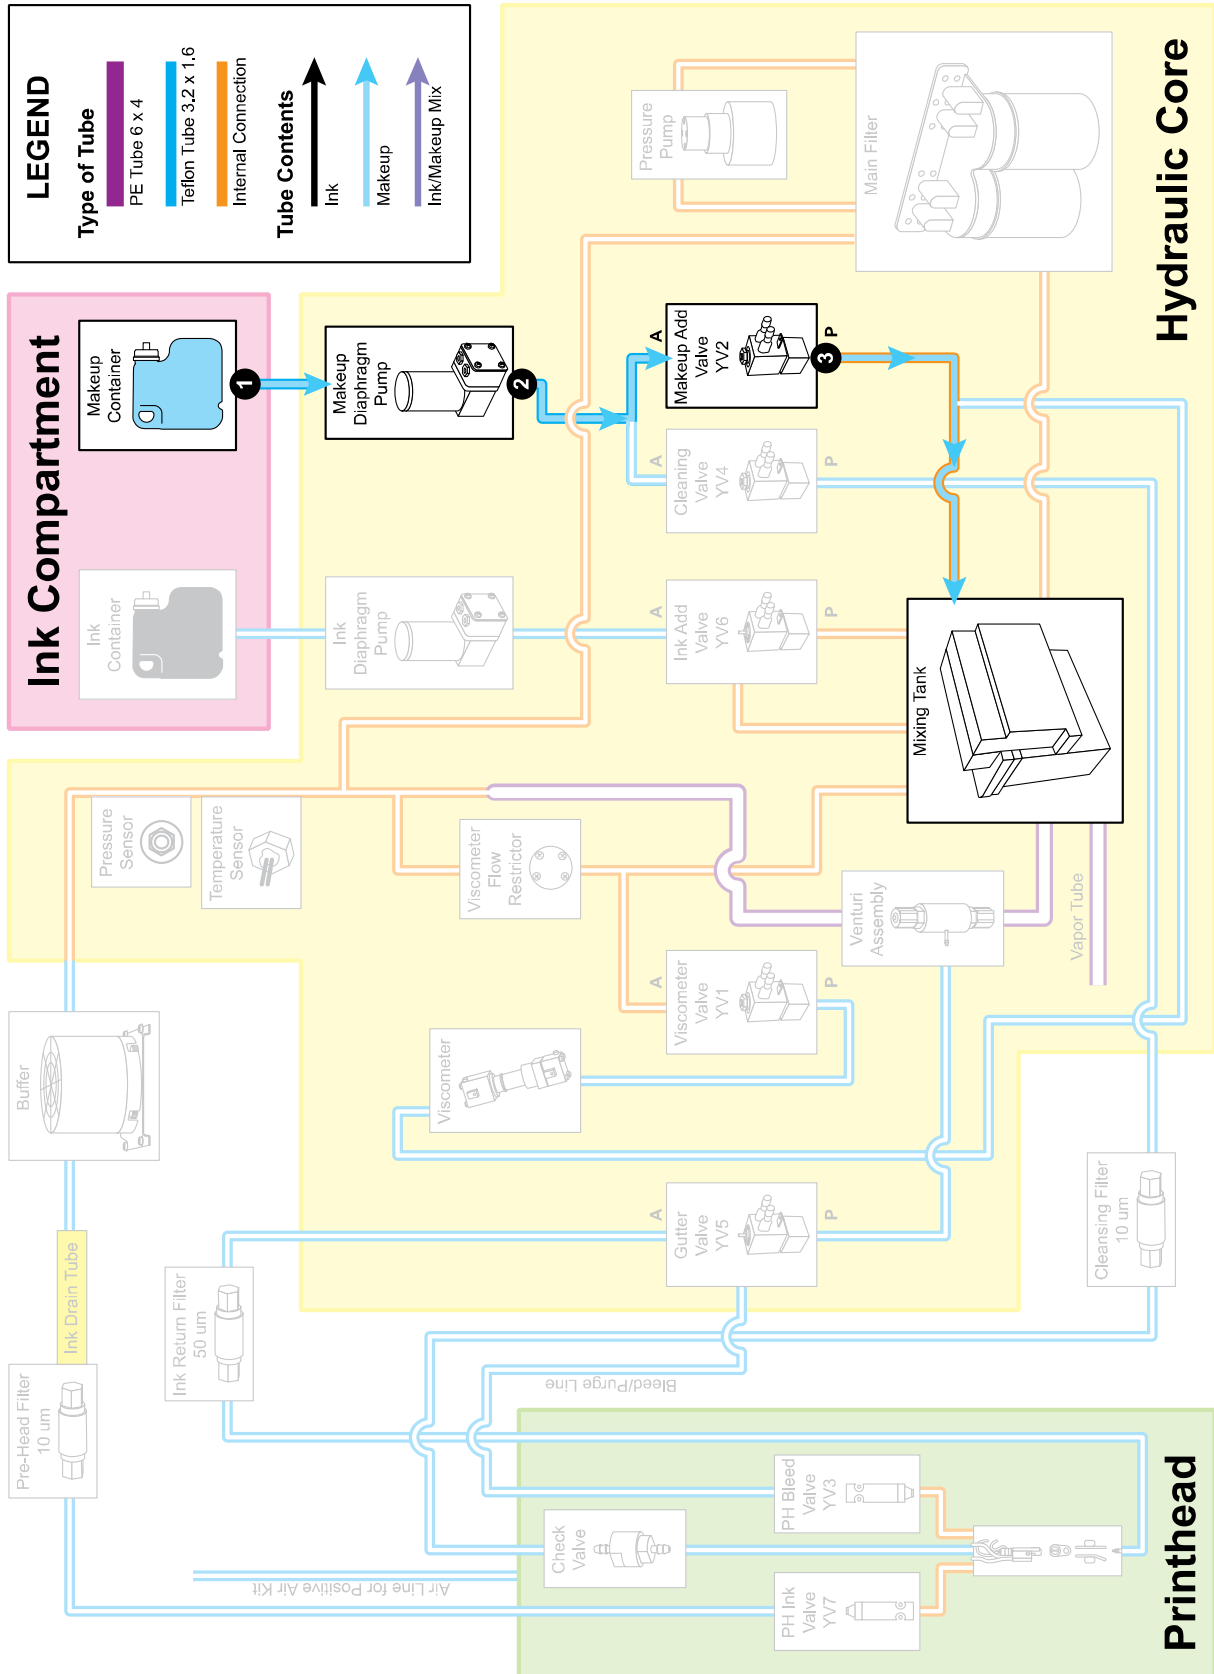 LEGEND
Type of Tube
PE Tube 6 x 4
Teflon Tube 3.2 x 1.6
Internal Connection
Tube Contents
Ink
Makeup
Ink/Makeup Mix
Ink Compartment
Makeup
Container
1
Ink
Container
Hydraulic Core
Makeup
Diaphragm
Pump
2
Ink
Diaphragm
Pump
Pressure
Pump
Main Filter
A
Makeup Add
Valve
YV2
3
P
A
Cleaning
Valve
YV4
P
A
Ink Add
Valve
YV6
P
Mixing Tank
Pressure
Sensor
Temperature
Sensor
Viscometer
Flow
Restrictor
Venturi
Assembly
Vapor Tube
A
Viscometer
Valve
YV1
P
Viscometer
Buffer
A
Gutter
Valve
YV5
P
Cleansing Filter
10 um
Ink Drain Tube
Ink Return Filter
50 um
Pre-Head Filter
10 um
Bleed/Purge Line
Air Line for Positive Air Kit
Printhead
PH Bleed
Valve
YV3
Check
Valve
PH Ink
Valve
YV7